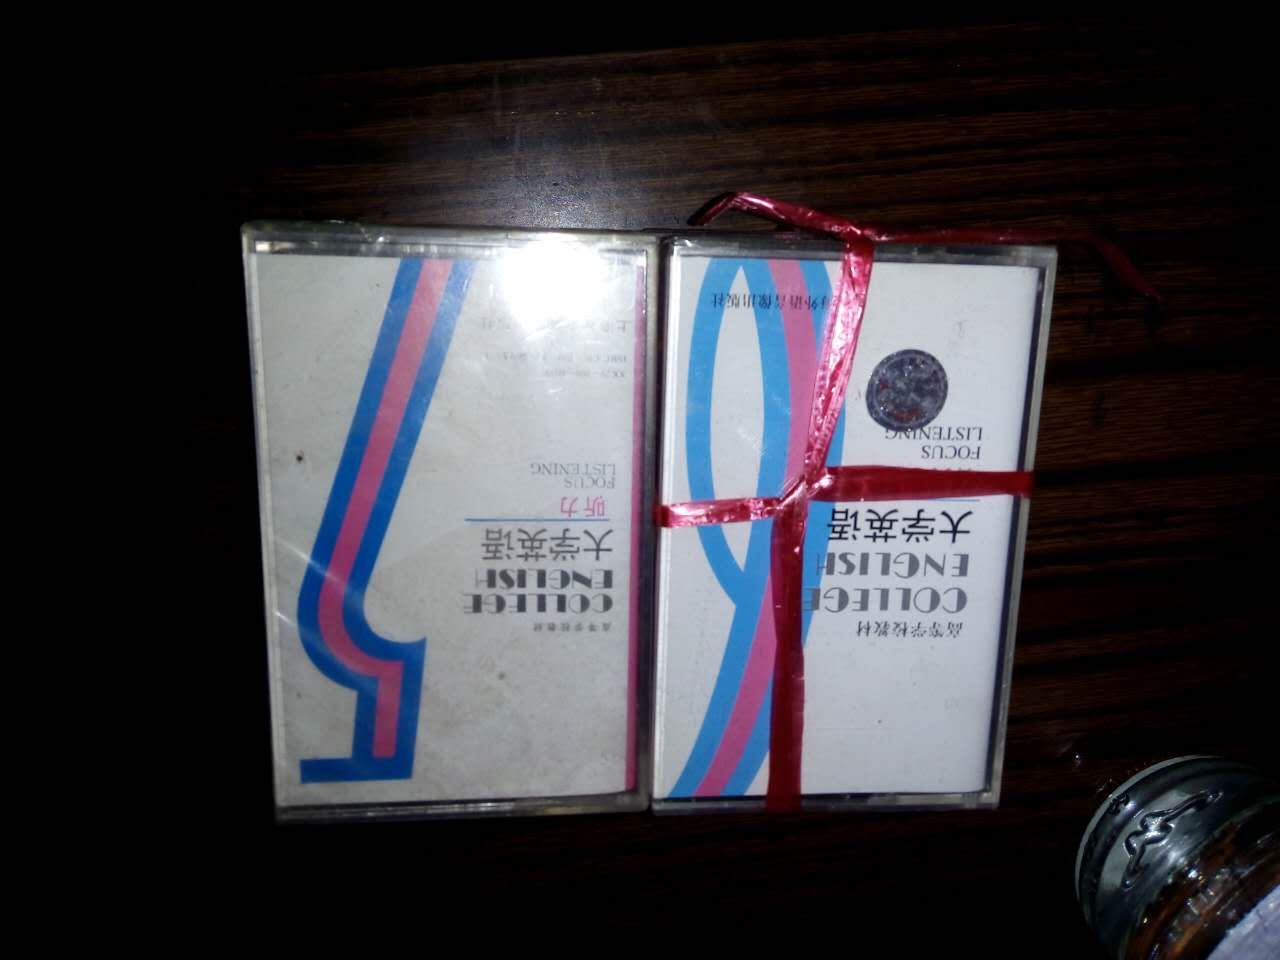 高等学校教材
COLLEGE
ENGLISH
大学英语
听力
FOCUS
LISTENING
高等学校教材
COLLEGE
ENGLISH
大学英语
FOCUS
LISTENING
海外语音像出版社